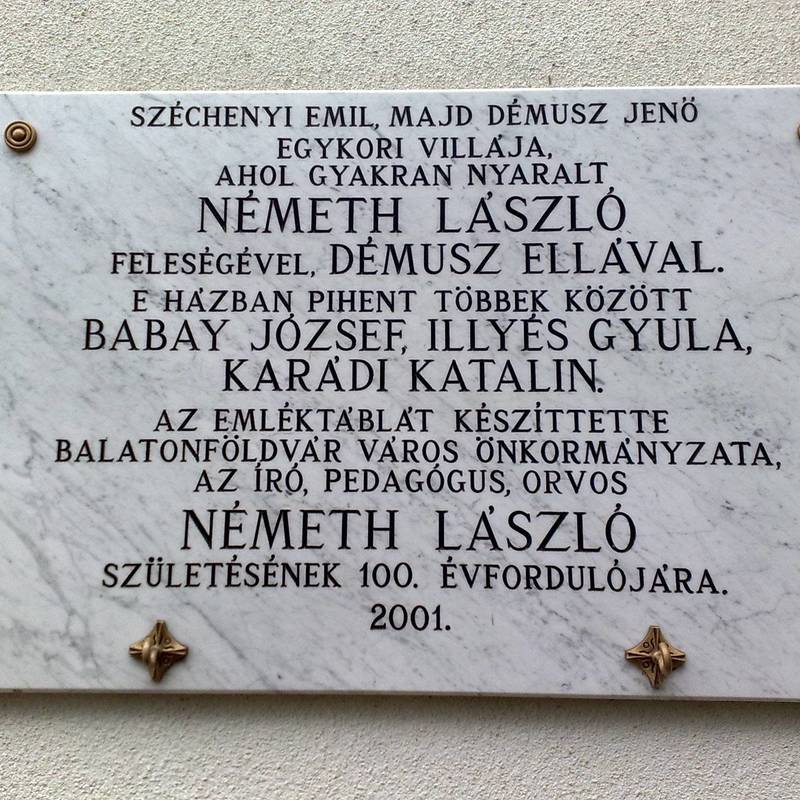 SZÉCHENYI EMIL, MAJD DÉMUSZ JENŐ
EGYKORI VILLÁJA,
AHOL GYAKRAN NYARALT
NÉMETH LÁSZLÓ
FELESÉGÉVEL, DÉMUSZ ELLÁVAL.
E HÁZBAN PIHENT TÖBBEK KÖZÖTT
BABAY JÓZSEF, ILLYÉS GYULA,
KARÁDI KATALIN.
AZ EMLÉKTÁBLÁT KÉSZÍTTETTE
BALATONFÖLDVÁR VÁROS ÖNKORMÁNYZATA,
AZ ÍRÓ, PEDAGÓGUS, ORVOS
NÉMETH LÁSZLÓ
SZÜLETÉSÉNEK 100. ÉVFORDULÓJÁRA.
2001.